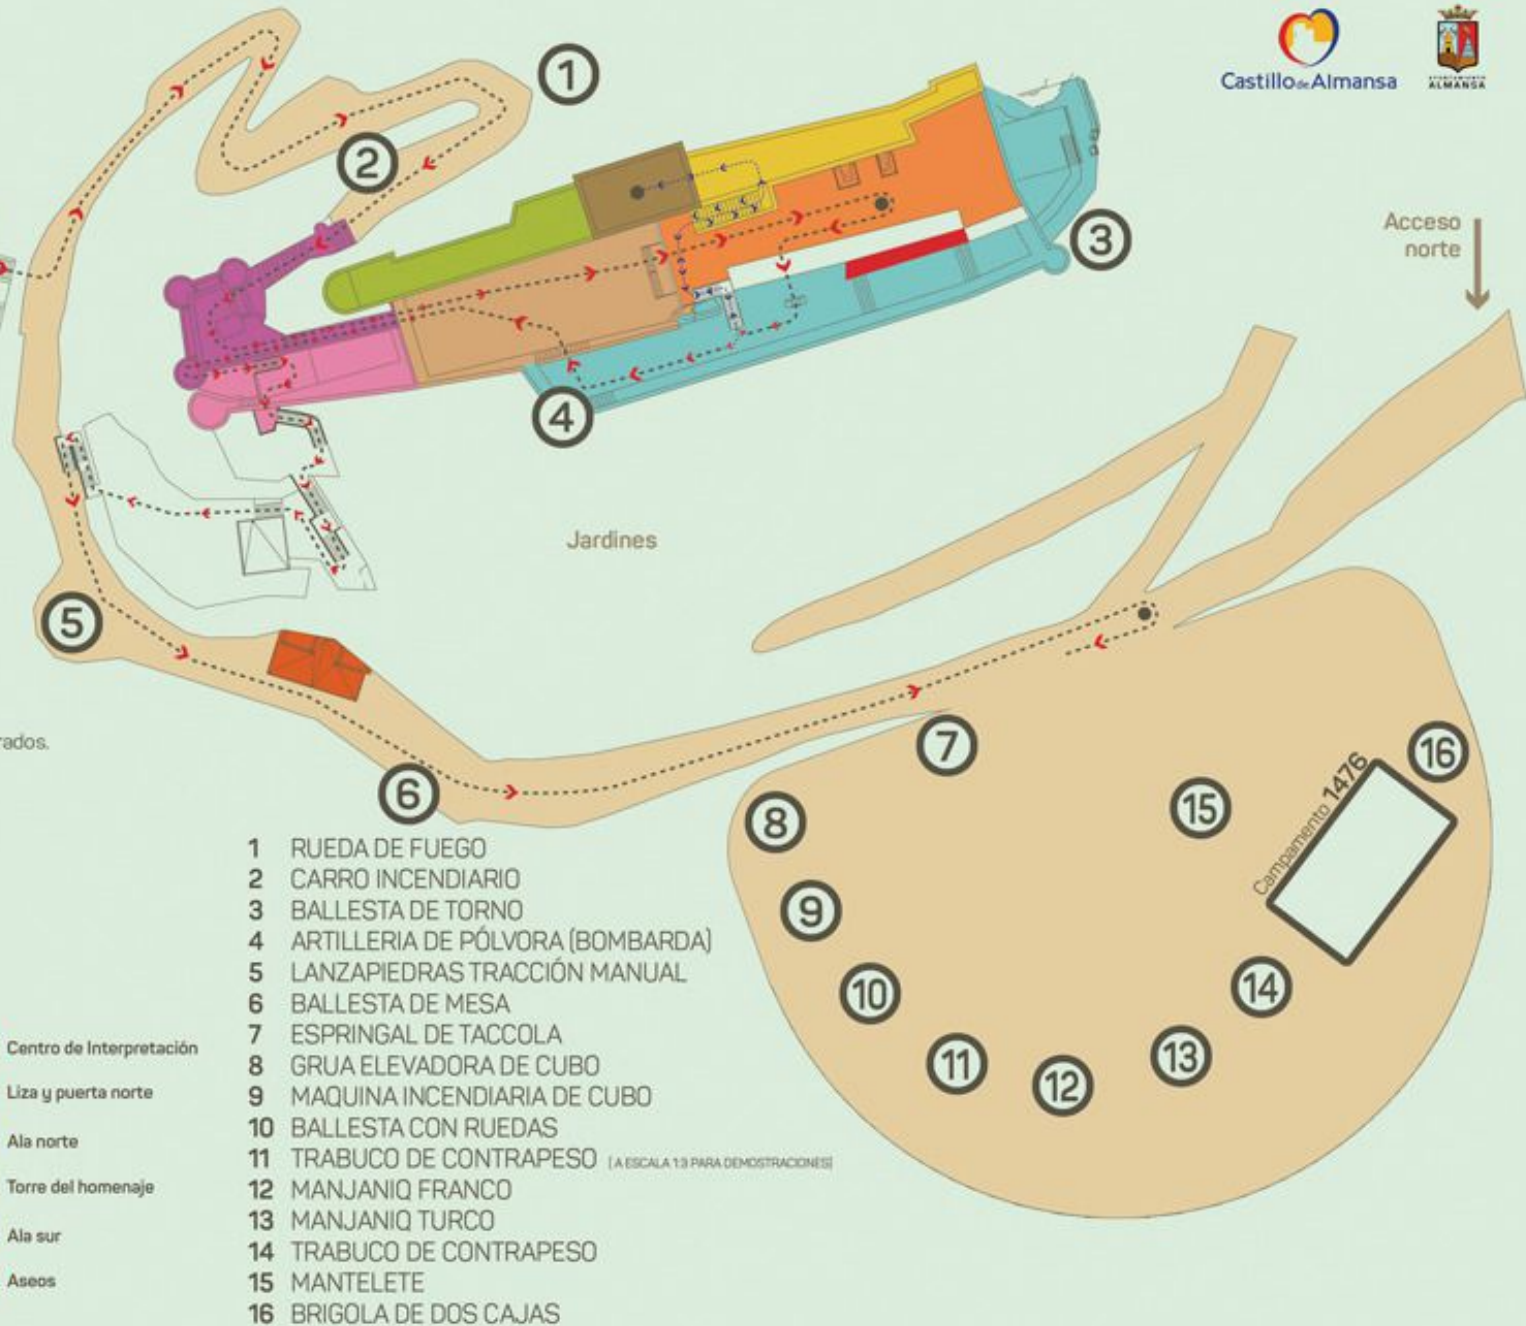 Castillo de Almansa
AYUNTAMIENTO
ALMANSA
1
2
3
4
Acceso
norte
Jardines
5
6
7
8
9
10
11
12
13
14
15
16
Campamento 1476
rados.
1 RUEDA DE FUEGO
2 CARRO INCENDIARIO
3 BALLESTA DE TORNO
4 ARTILLERIA DE PÓLVORA (BOMBARDA)
5 LANZAPIEDRAS TRACCIÓN MANUAL
6 BALLESTA DE MESA
7 ESPRINGAL DE TACCOLA
8 GRUA ELEVADORA DE CUBO
9 MAQUINA INCENDIARIA DE CUBO
10 BALLESTA CON RUEDAS
11 TRABUCO DE CONTRAPESO [A ESCALA 1:3 PARA DEMOSTRACIONES]
12 MANJANIQ FRANCO
13 MANJANIQ TURCO
14 TRABUCO DE CONTRAPESO
15 MANTELETE
16 BRIGOLA DE DOS CAJAS
Centro de Interpretación
Liza y puerta norte
Ala norte
Torre del homenaje
Ala sur
Aseos